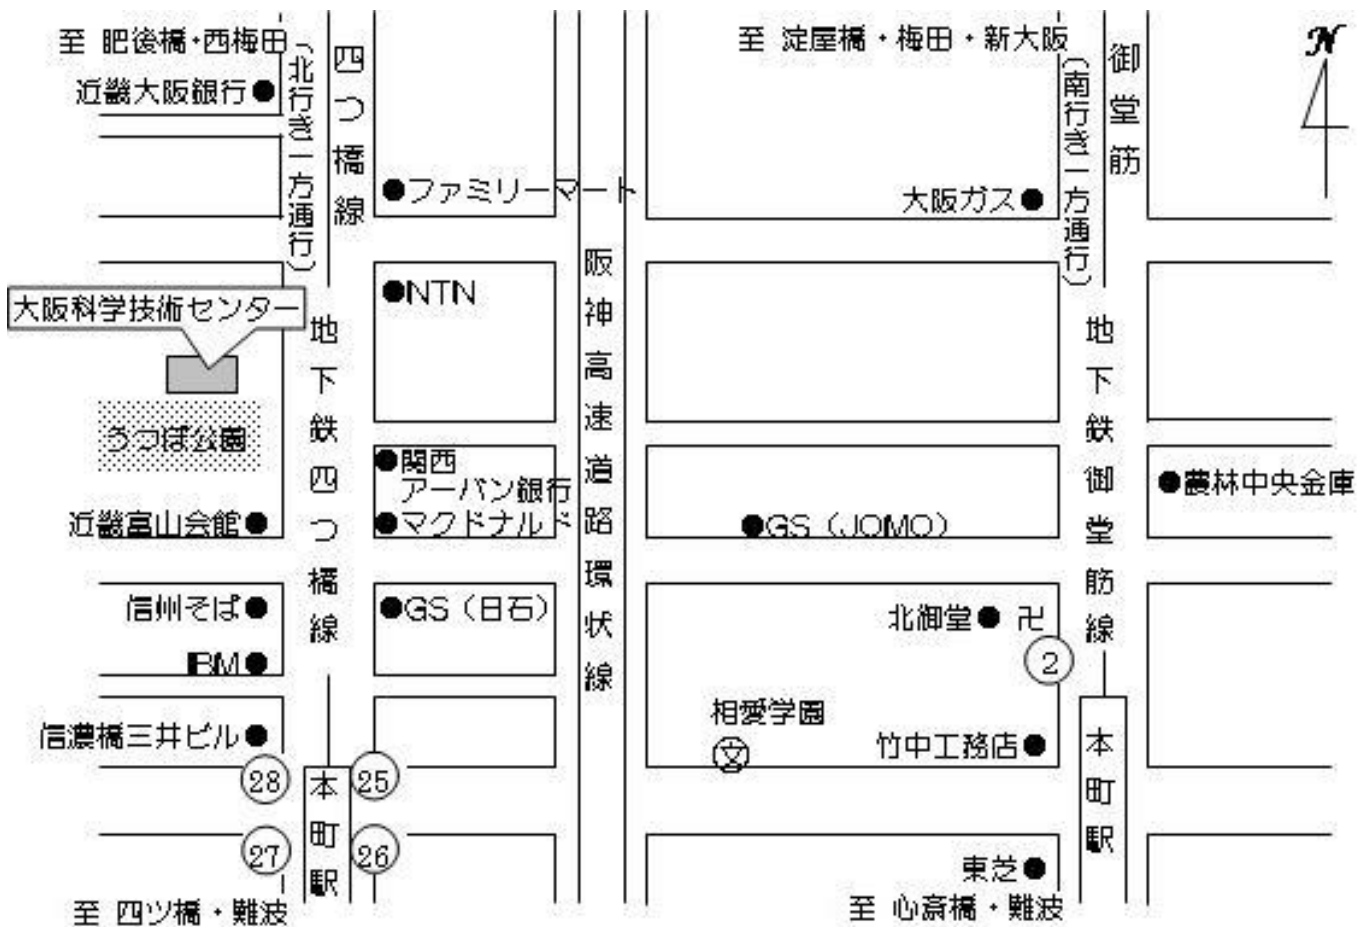 至 肥後橋・西梅田
近畿大阪銀行
(北行き一方通行)
四つ橋線
至 淀屋橋・梅田・新大阪
(南行き一方通行)
御堂筋
N
ファミリーマート
大阪ガス
大阪科学技術センター
NTN
阪神高速道路環状線
地下鉄四つ橋線
地下鉄御堂筋線
うつぼ公園
関西
アーバン銀行
マクドナルド
農林中央金庫
近畿富山会館
GS(JOMO)
信州そば
GS(日石)
北御堂 卍
IBM
2
信濃橋三井ビル
相愛学園
文
竹中工務店
28
25
本町駅
本町駅
27
26
東芝
至 四ツ橋・難波
至 心斎橋・難波